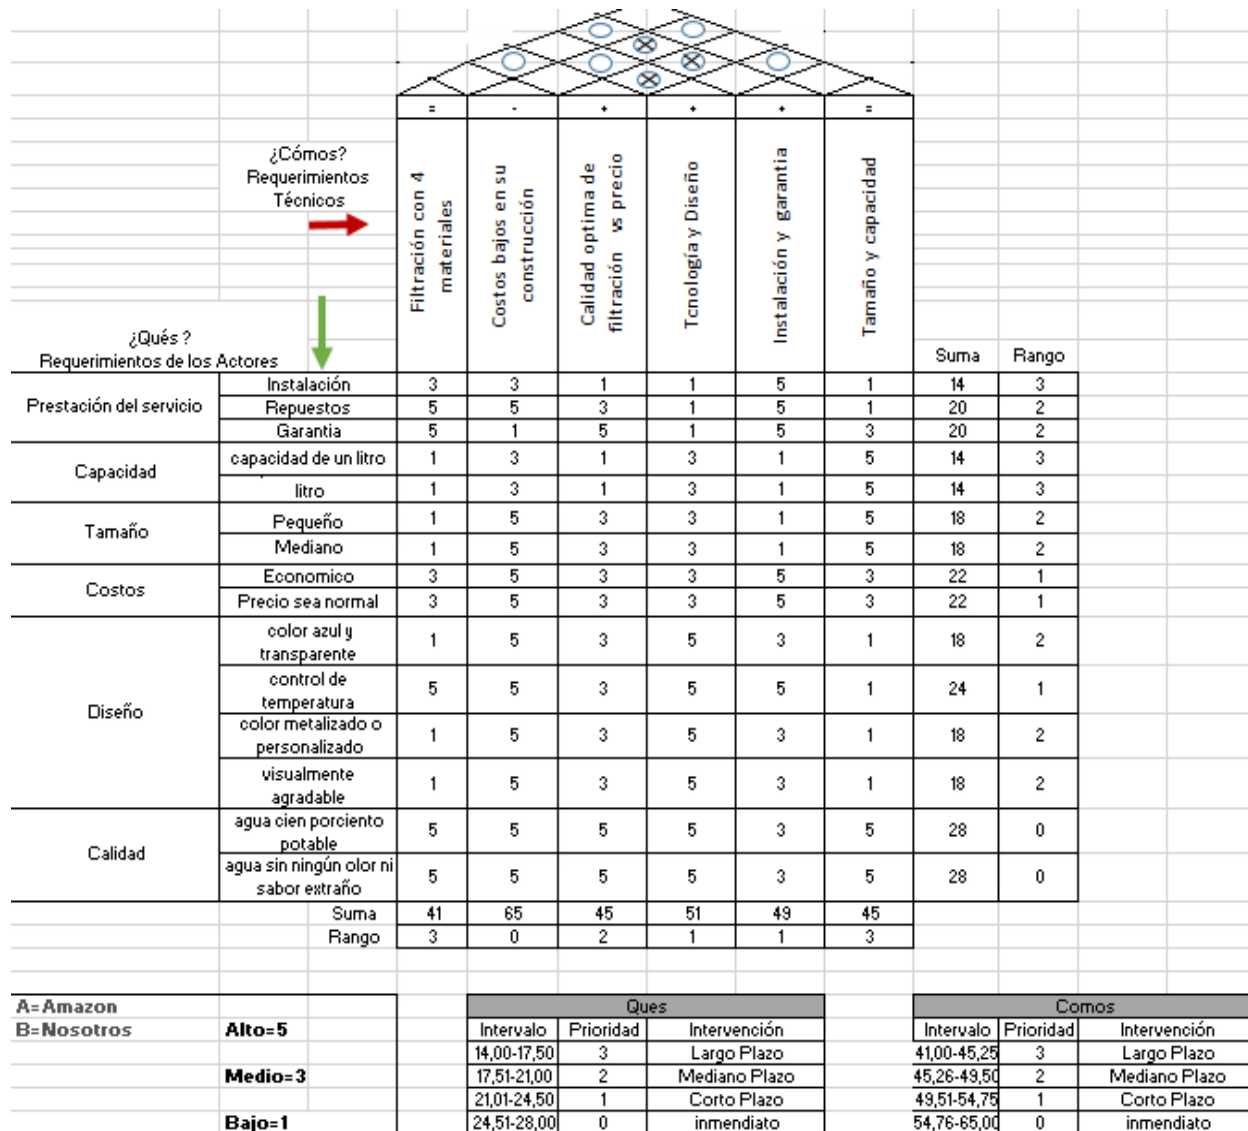 = - + + + =
¿Cómos?
Requerimientos
Técnicos
Filtración con 4
materiales
Costos bajos en su
construcción
Calidad optima de
filtración vs precio
Tcnología y Diseño
Instalación y garantia
Tamaño y capacidad
¿Qués ?
Requerimientos de los Actores
Suma Rango
Prestación del servicio
Instalación 3 3 1 1 5 1 14 3
Repuestos 5 5 3 1 5 1 20 2
Garantia 5 1 5 1 5 3 20 2
Capacidad
capacidad de un litro 1 3 1 3 1 5 14 3
litro 1 3 1 3 1 5 14 3
Tamaño
Pequeño 1 5 3 3 1 5 18 2
Mediano 1 5 3 3 1 5 18 2
Costos
Economico 3 5 3 3 5 3 22 1
Precio sea normal 3 5 3 3 5 3 22 1
Diseño
color azul y
transparente 1 5 3 5 3 1 18 2
control de
temperatura 5 5 3 5 5 1 24 1
color metalizado o
personalizado 1 5 3 5 3 1 18 2
visualmente
agradable 1 5 3 5 3 1 18 2
Calidad
agua cien porciento
potable 5 5 5 5 3 5 28 0
agua sin ningún olor ni
sabor extraño 5 5 5 5 3 5 28 0
Suma 41 65 45 51 49 45
Rango 3 0 2 1 1 3
A=Amazon
B=Nosotros
Alto=5
Medio=3
Bajo=1
Ques
Intervalo Prioridad Intervención
14,00-17,50 3 Largo Plazo
17,51-21,00 2 Mediano Plazo
21,01-24,50 1 Corto Plazo
24,51-28,00 0 inmendiato
Comos
Intervalo Prioridad Intervención
41,00-45,25 3 Largo Plazo
45,26-49,50 2 Mediano Plazo
49,51-54,75 1 Corto Plazo
54,76-65,00 0 inmendiato